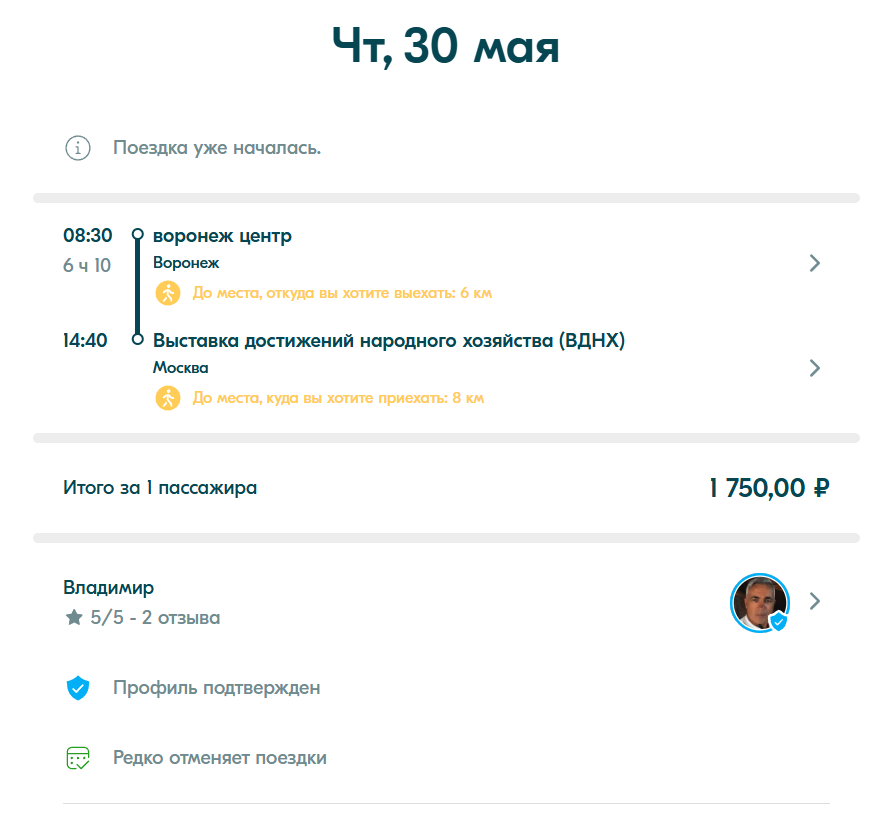 Чт, 30 мая
Поездка уже началась.
08:30 воронеж центр
6 ч 10 Воронеж
До места, откуда вы хотите выехать: 6 км
14:40 Выставка достижений народного хозяйства (ВДНХ)
Москва
До места, куда вы хотите приехать: 8 км
Итого за 1 пассажира 1 750,00 ₽
Владимир
5/5 - 2 отзыва
Профиль подтвержден
Редко отменяет поездки